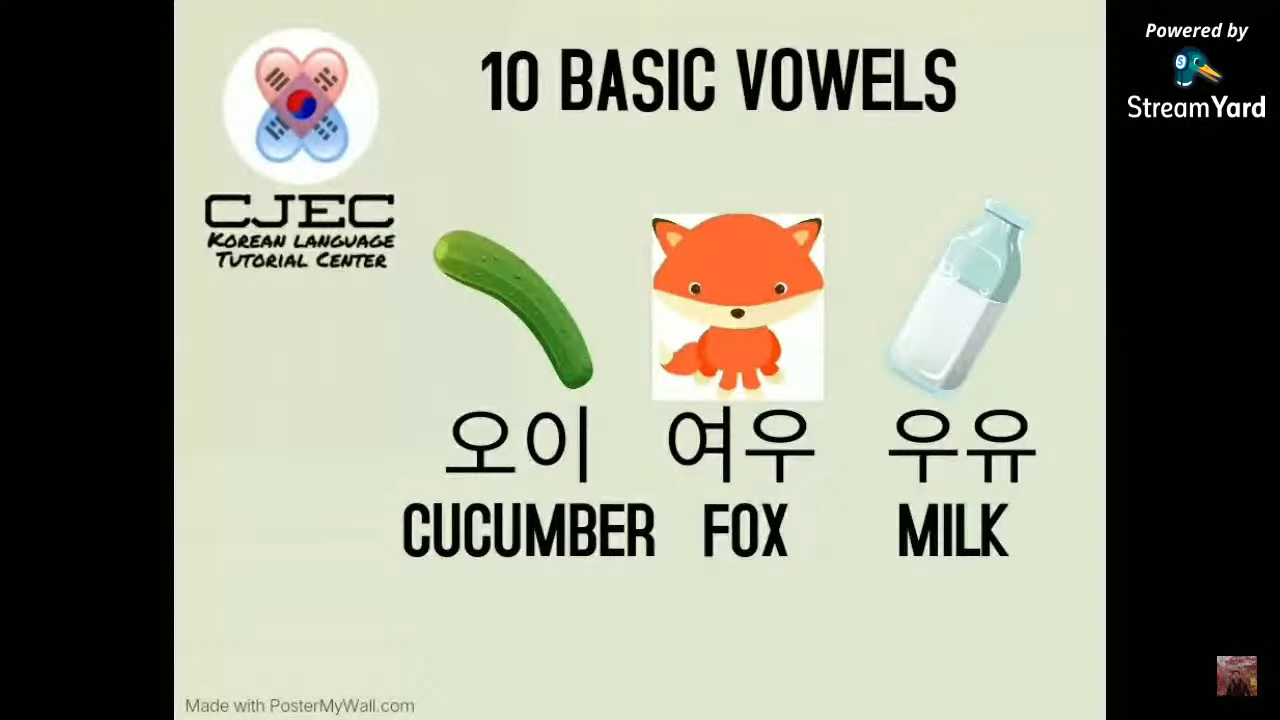 10 BASIC VOWELS
CJEC
KOREAN LANGUAGE
TUTORIAL CENTER
오이 여우 우유
CUCUMBER FOX MILK
Made with PosterMyWall.com
Powered by
StreamYard